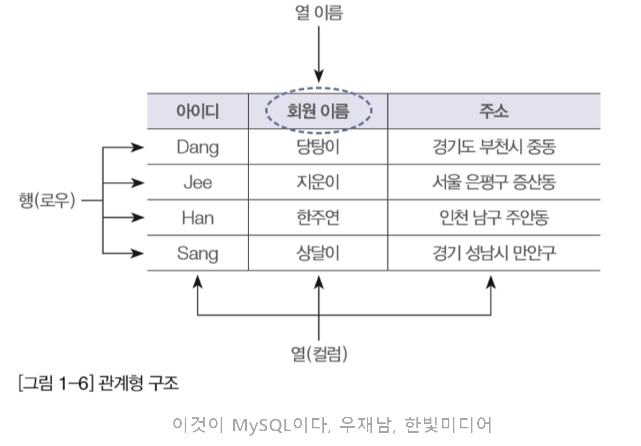 열 이름
아이디 회원 이름 주소
Dang 당탕이 경기도 부천시 중동
Jee 지운이 서울 은평구 증산동
행(로우)
Han 한주연 인천 남구 주안동
Sang 상달이 경기 성남시 만안구
열(컬럼)
[그림 1-6] 관계형 구조
이것이 MySQL이다, 우재남, 한빛미디어